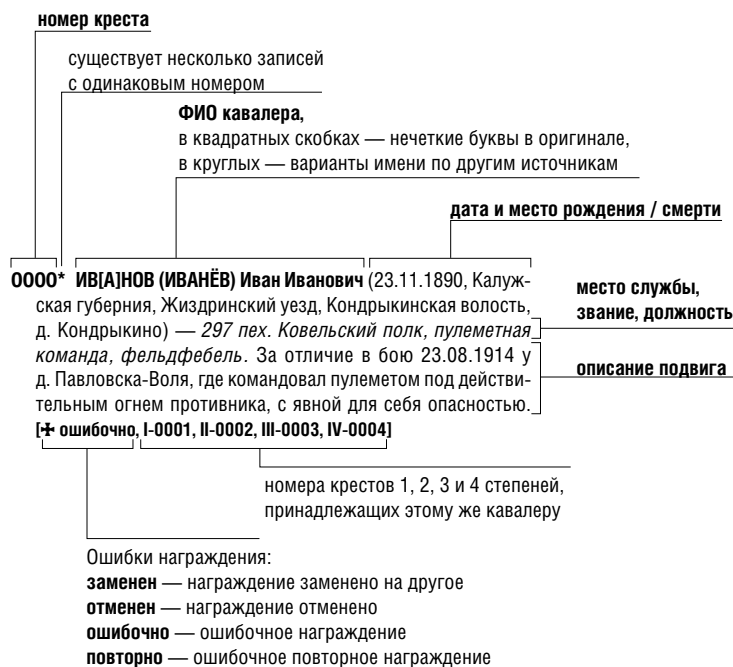 номер креста
существует несколько записей
с одинаковым номером
ФИО кавалера,
в квадратных скобках — нечеткие буквы в оригинале,
в круглых — варианты имени по другим источникам
дата и место рождения / смерти
0000* ИВ[А]НОВ (ИВАНЁВ) Иван Иванович (23.11.1890, Калуж-
ская губерния, Жиздринский уезд, Кондрыкинская волость,
д. Кондрыкино) — 297 пех. Ковельский полк, пулеметная
команда, фельдфебель. За отличие в бою 23.08.1914 у
д. Павловска-Воля, где командовал пулеметом под действи-
тельным огнем противника, с явной для себя опасностью.
[✠ ошибочно, I-0001, II-0002, III-0003, IV-0004]
место службы,
звание, должность
описание подвига
номера крестов 1, 2, 3 и 4 степеней,
принадлежащих этому же кавалеру
Ошибки награждения:
заменен — награждение заменено на другое
отменен — награждение отменено
ошибочно — ошибочное награждение
повторно — ошибочное повторное награждение